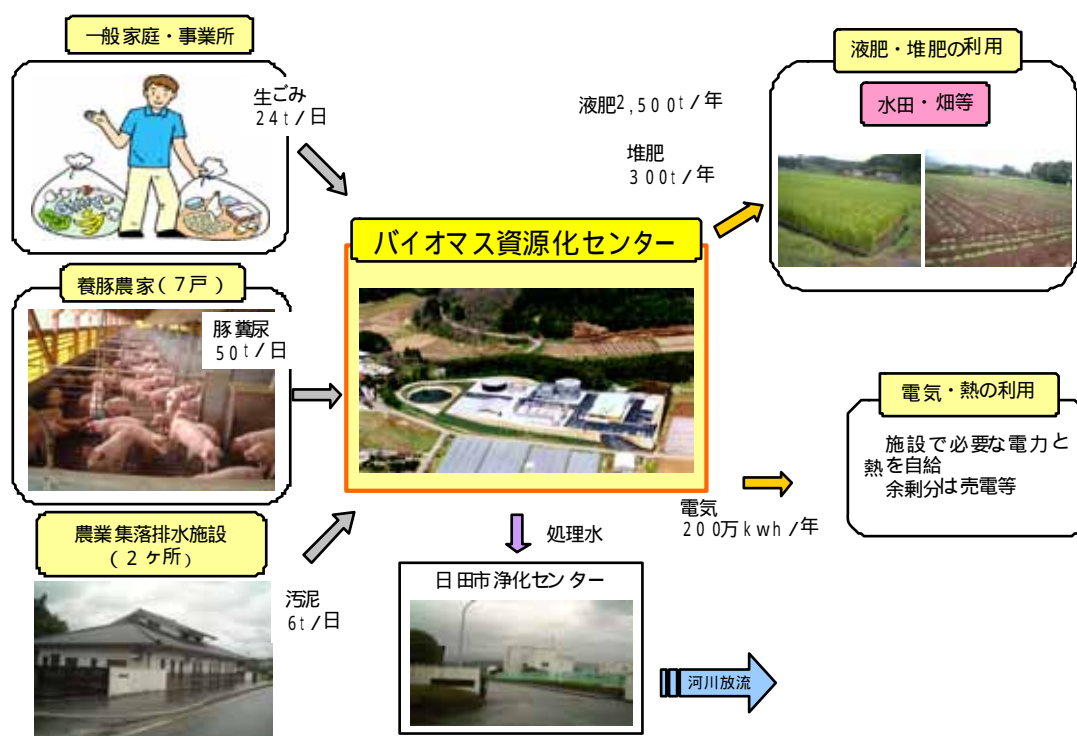 一般家庭・事業所
生ごみ
24t/日
養豚農家(7戸)
豚糞尿
50t/日
農業集落排水施設
(2ヶ所)
汚泥
6t/日
バイオマス資源化センター
液肥2,500t/年
堆肥
300t/年
液肥・堆肥の利用
水田・畑等
電気
200万kwh/年
電気・熱の利用
施設で必要な電力と
熱を自給
余剰分は売電等
処理水
日田市浄化センター
河川放流